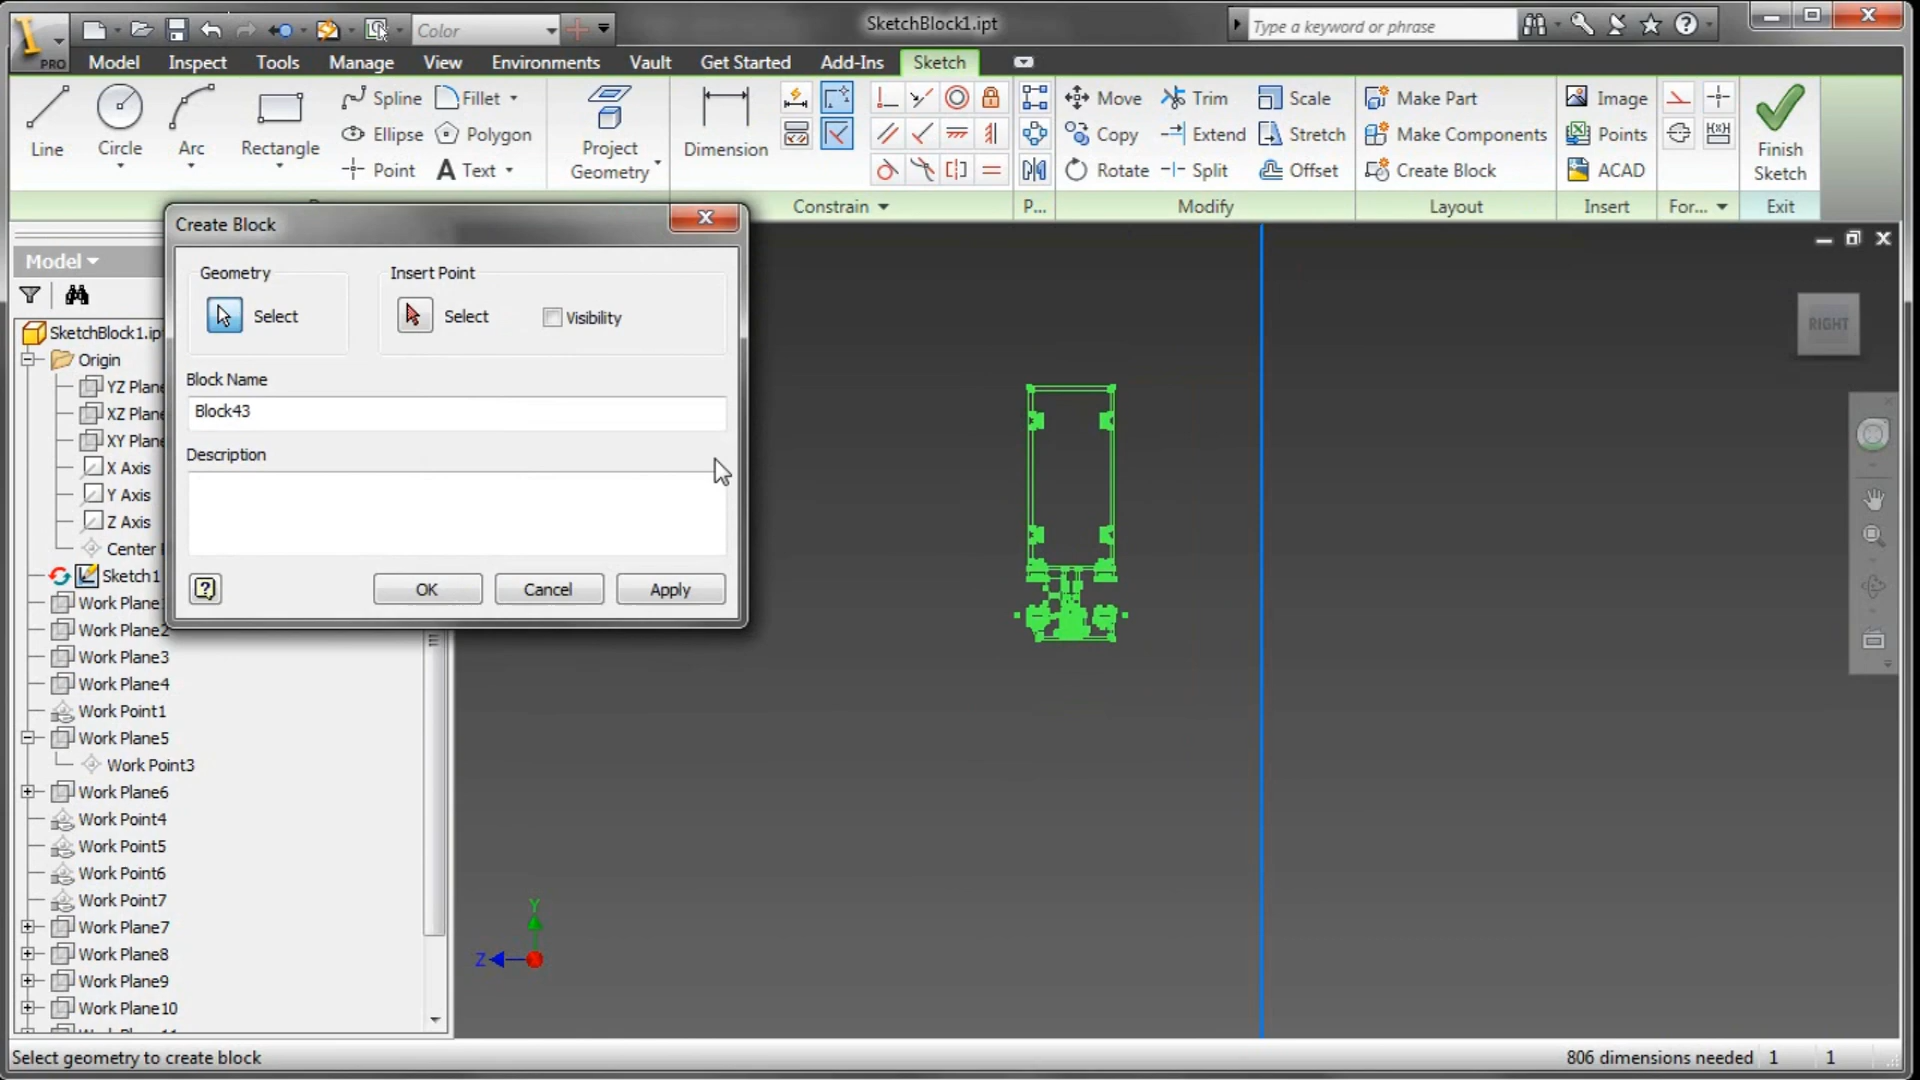 PRO
Color
SketchBlock1.ipt
Type a keyword or phrase
Model
Inspect
Tools
Manage
View
Environments
Vault
Get Started
Add-Ins
Sketch
Line
Circle
Arc
Rectangle
Spline
Ellipse
Point
Fillet
Polygon
A Text
Project
Geometry
Dimension
Move
Copy
Rotate
Trim
Extend
Split
Scale
Stretch
Offset
Make Part
Make Components
Create Block
Image
Points
ACAD
Finish
Sketch
Constrain
P...
Modify
Layout
Insert
For...
Exit
Create Block
Geometry
Select
Insert Point
Select
Visibility
Block Name
Block43
Description
OK
Cancel
Apply
Model
SketchBlock1.ip
Origin
YZ Plane
XZ Plane
XY Plane
X Axis
Y Axis
Z Axis
Center
Sketch1
Work Plane1
Work Plane2
Work Plane3
Work Plane4
Work Point1
Work Plane5
Work Point3
Work Plane6
Work Point4
Work Point5
Work Point6
Work Point7
Work Plane7
Work Plane8
Work Plane9
Work Plane10
RIGHT
Y
Z
Select geometry to create block
806 dimensions needed 1 1